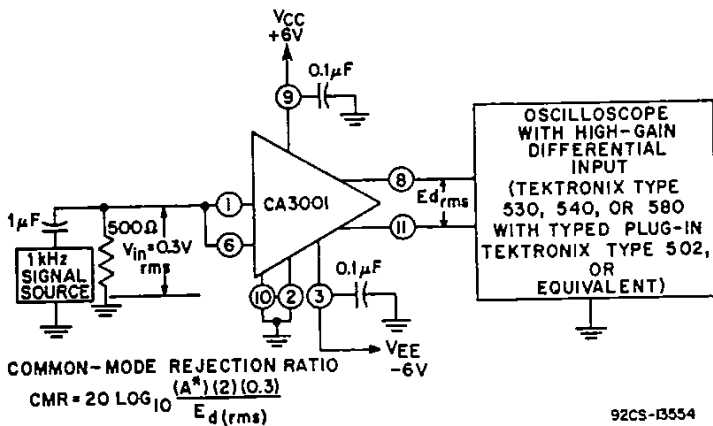 VCC
+6V
0.1µF
9
OSCILLOSCOPE
WITH HIGH-GAIN
DIFFERENTIAL
INPUT
(TEKTRONIX TYPE
530, 540, OR 580
WITH TYPED PLUG-IN
TEKTRONIX TYPE 502,
OR
EQUIVALENT)
8
Ed rms
11
1
CA3001
6
1µF
500Ω
Vin=0.3V
rms
1 kHz
SIGNAL
SOURCE
10
2
3
0.1µF
VEE
-6V
COMMON-MODE REJECTION RATIO
CMR = 20 LOG10 (A*)(2)(0.3) / Ed(rms)
92CS-13554